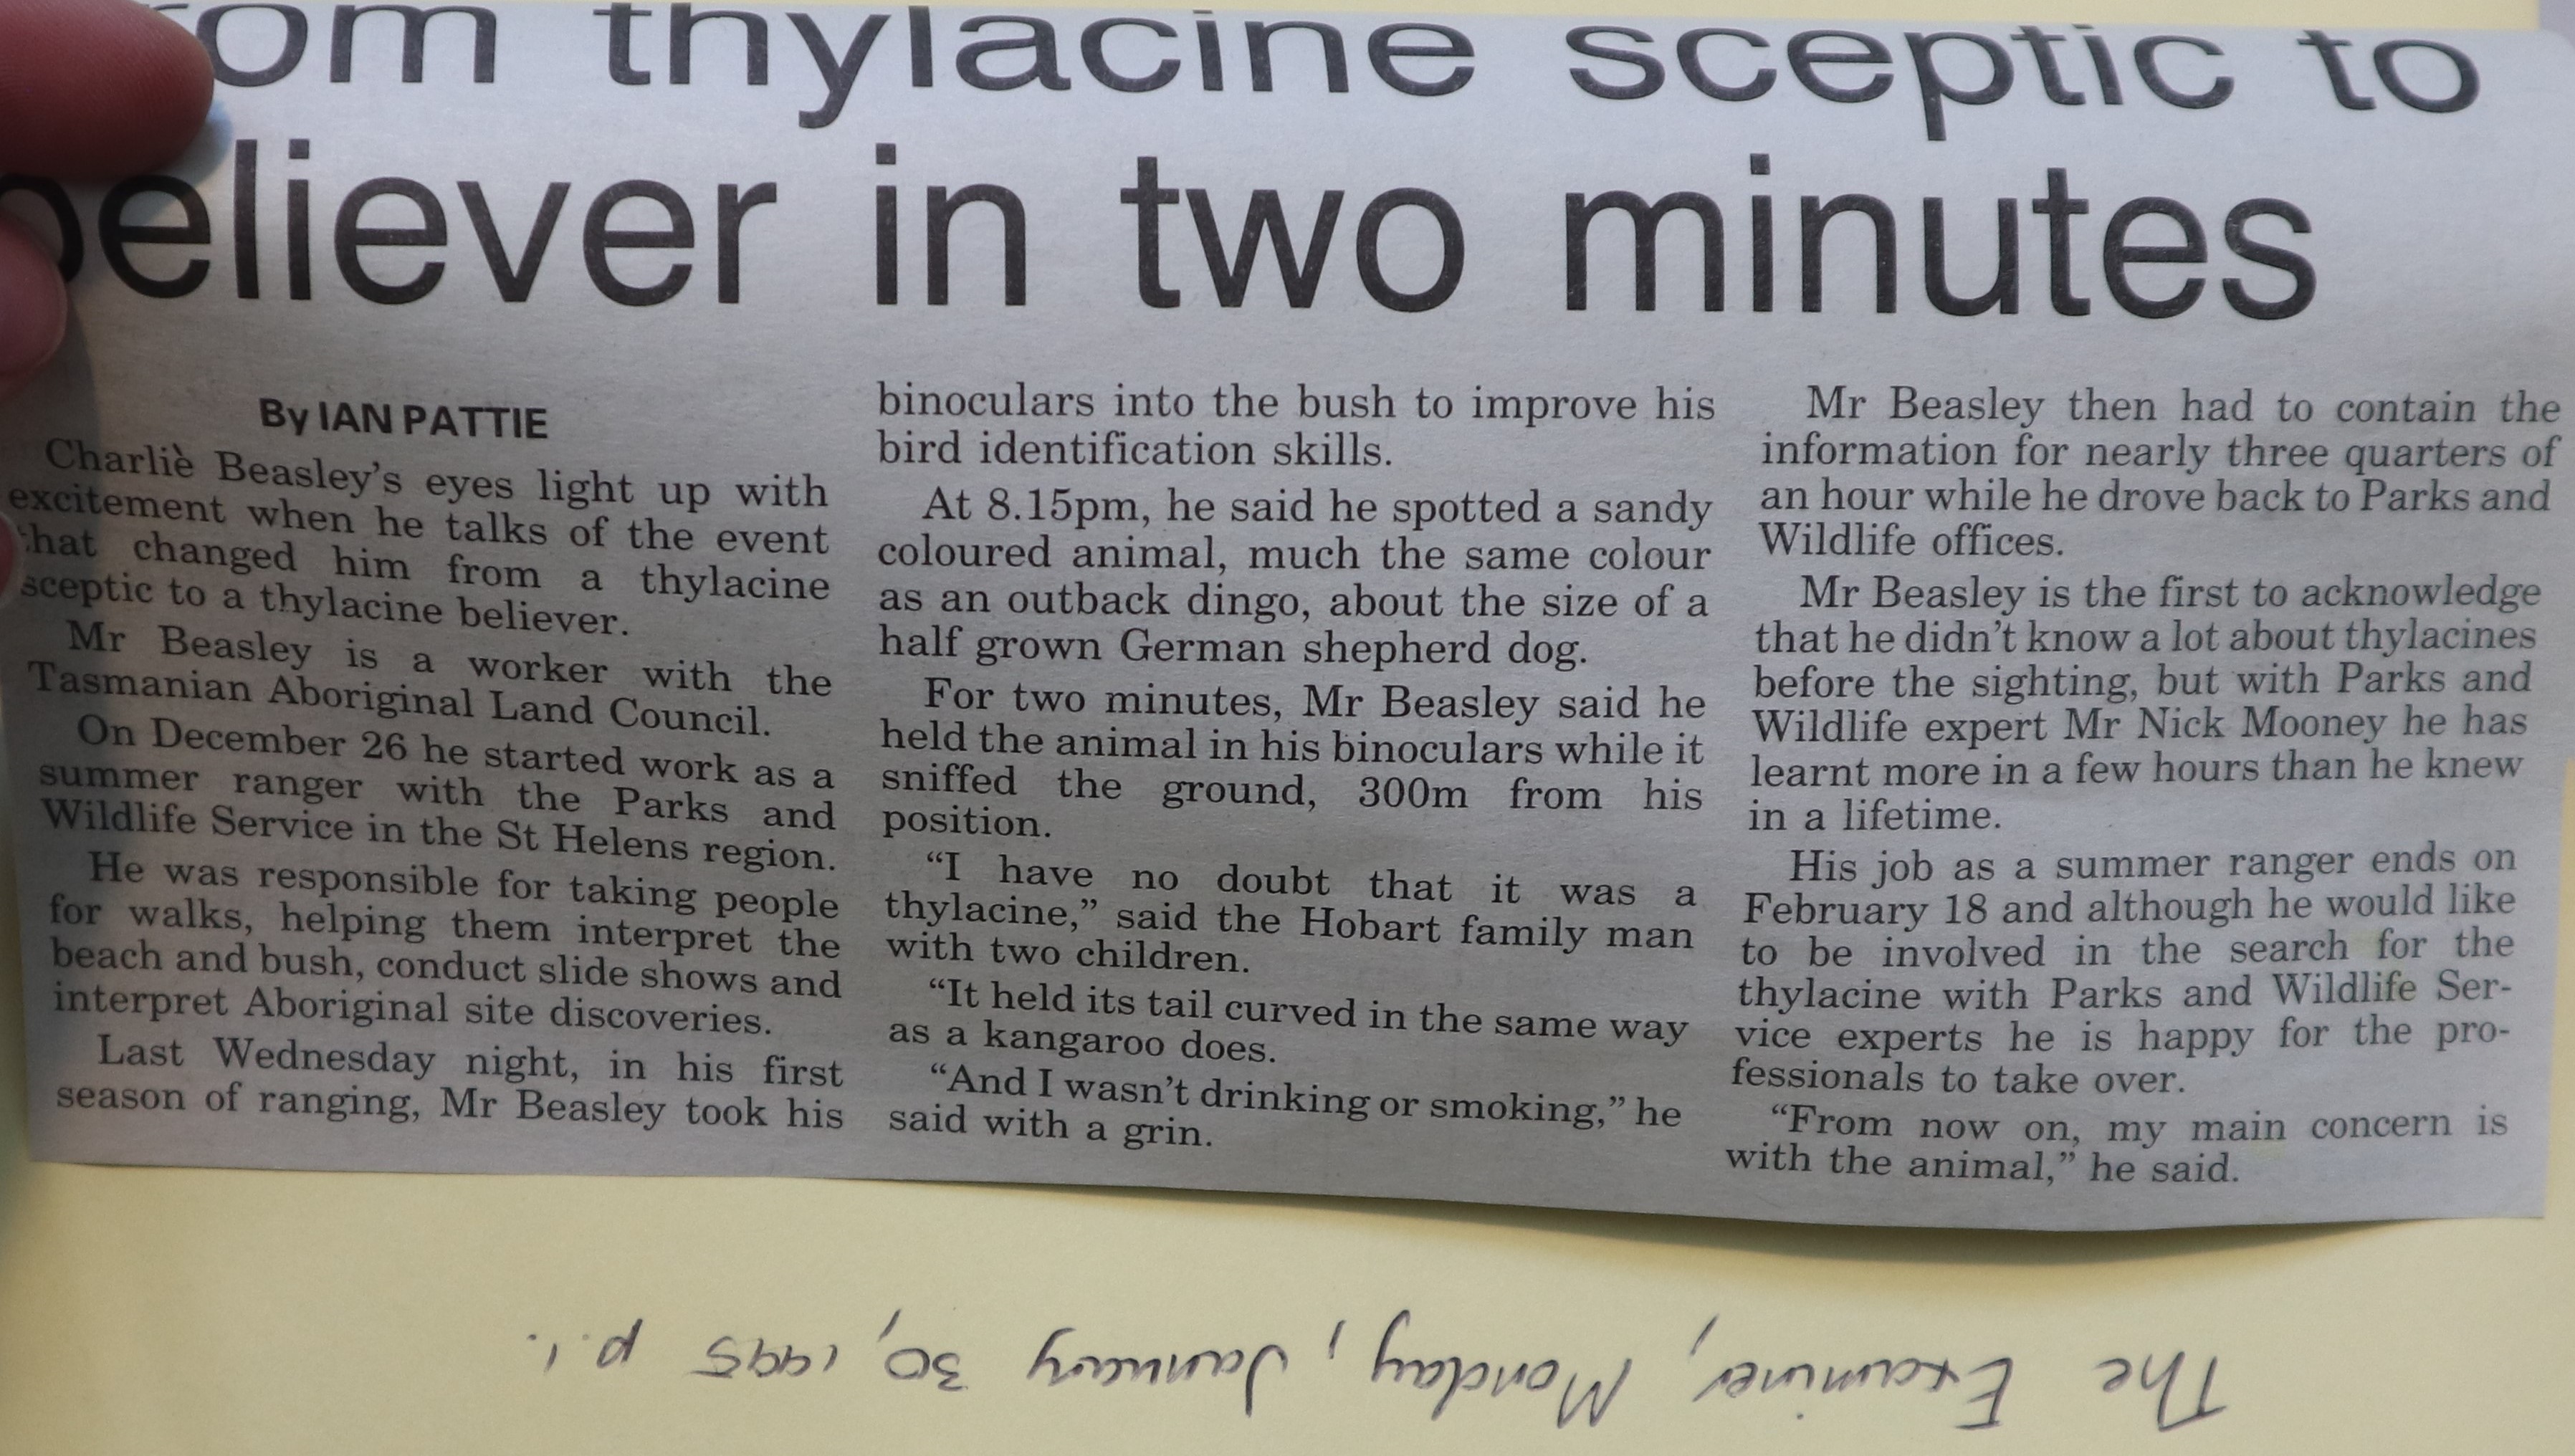 om thylacine sceptic to
believer in two minutes
By IAN PATTIE
Charliè Beasley's eyes light up with
excitement when he talks of the event
that changed him from a thylacine
sceptic to a thylacine believer.
Mr Beasley is a worker with the
Tasmanian Aboriginal Land Council.
On December 26 he started work as a
summer ranger with the Parks and
Wildlife Service in the St Helens region.
He was responsible for taking people
for walks, helping them interpret the
beach and bush, conduct slide shows and
interpret Aboriginal site discoveries.
Last Wednesday night, in his first
season of ranging, Mr Beasley took his
binoculars into the bush to improve his
bird identification skills.
At 8.15pm, he said he spotted a sandy
coloured animal, much the same colour
as an outback dingo, about the size of a
half grown German shepherd dog.
For two minutes, Mr Beasley said he
held the animal in his binoculars while it
sniffed the ground, 300m from his
position.
“I have no doubt that it was a
thylacine,” said the Hobart family man
with two children.
“It held its tail curved in the same way
as a kangaroo does.
“And I wasn't drinking or smoking,” he
said with a grin.
Mr Beasley then had to contain the
information for nearly three quarters of
an hour while he drove back to Parks and
Wildlife offices.
Mr Beasley is the first to acknowledge
that he didn't know a lot about thylacines
before the sighting, but with Parks and
Wildlife expert Mr Nick Mooney he has
learnt more in a few hours than he knew
in a lifetime.
His job as a summer ranger ends on
February 18 and although he would like
to be involved in the search for the
thylacine with Parks and Wildlife Ser-
vice experts he is happy for the pro-
fessionals to take over.
“From now on, my main concern is
with the animal,” he said.
The Examiner, Monday, January 30, 1995 p.1.